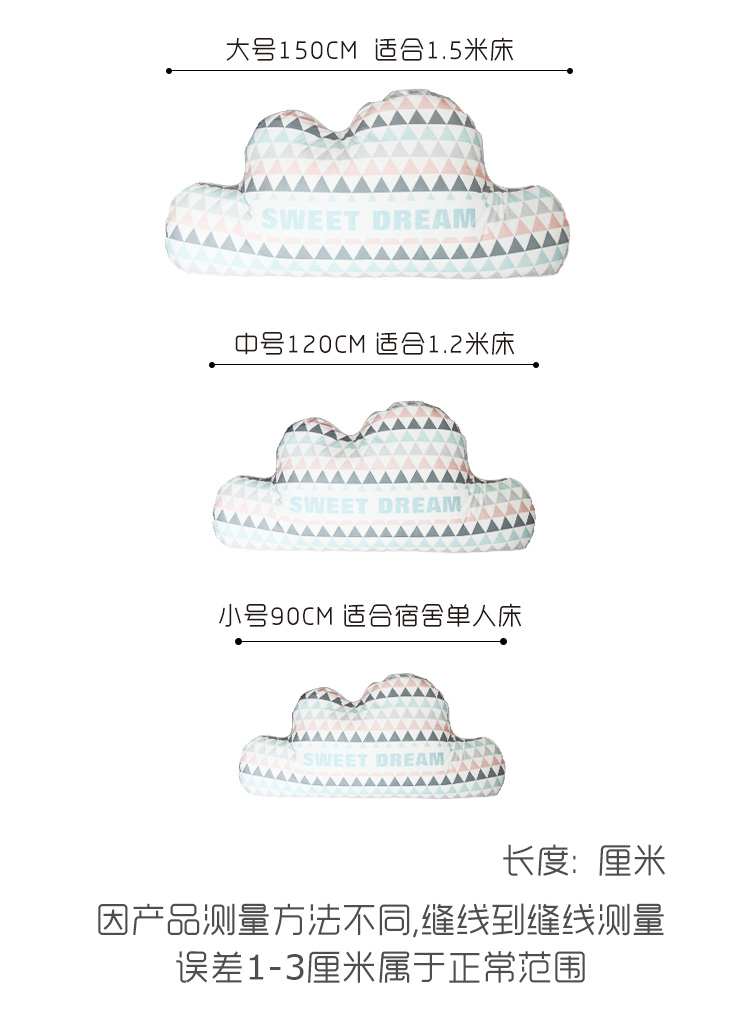 大号150CM 适合1.5米床
SWEET DREAM
中号120CM 适合1.2米床
SWEET DREAM
小号90CM 适合宿舍单人床
SWEET DREAM
长度: 厘米
因产品测量方法不同,缝线到缝线测量
误差1-3厘米属于正常范围